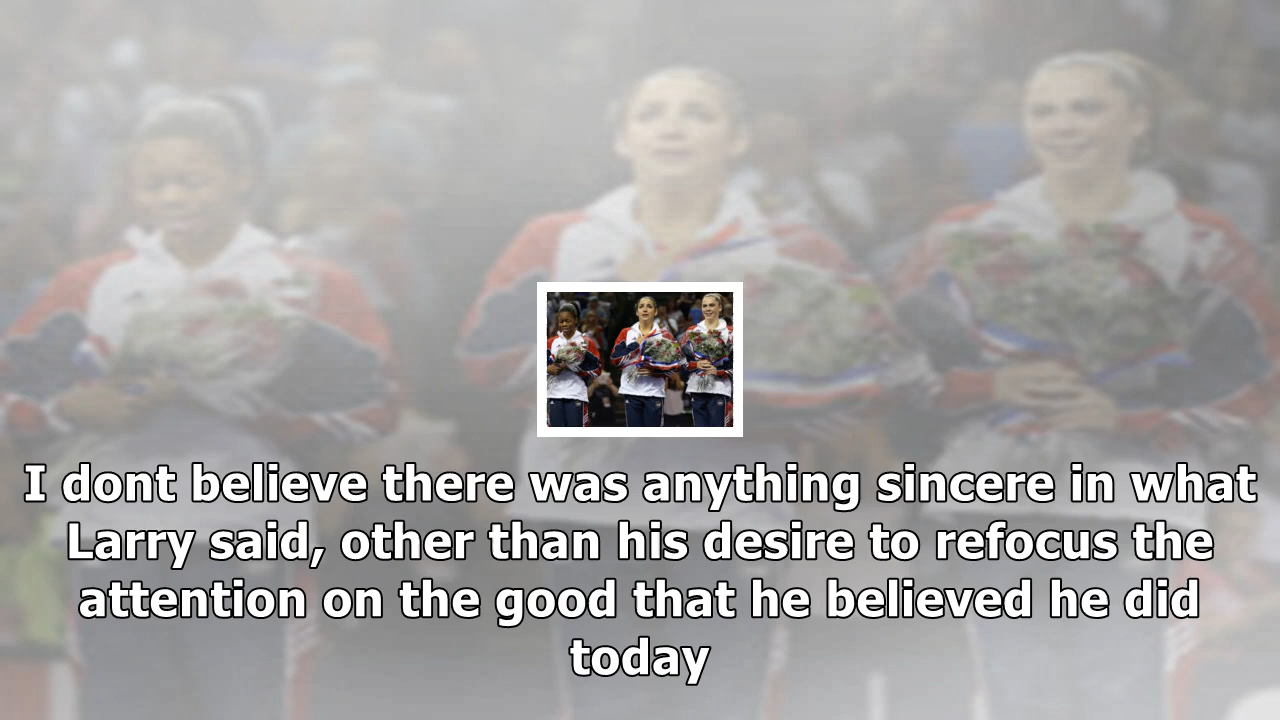 I dont believe there was anything sincere in what
Larry said, other than his desire to refocus the
attention on the good that he believed he did
today